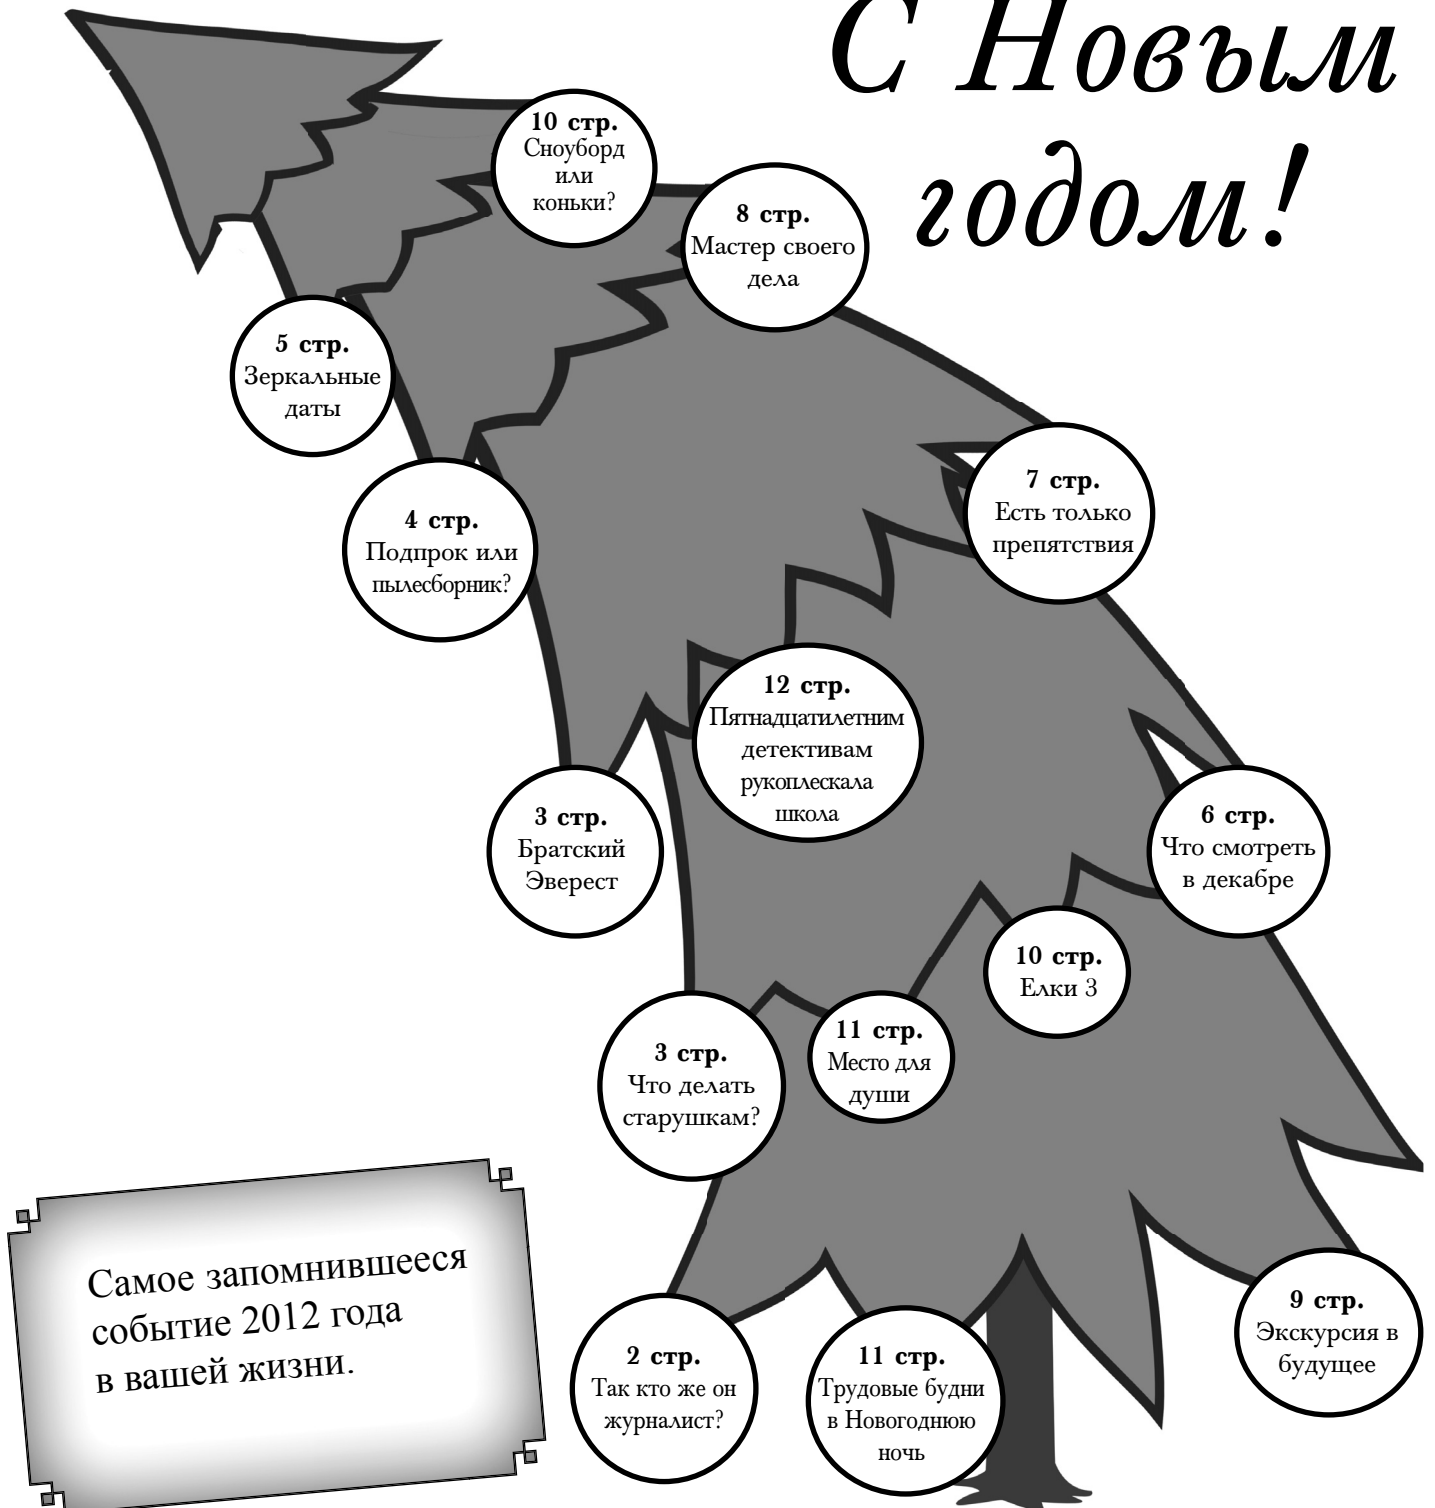 С Новым
годом!
10 стр.
Сноуборд
или
коньки?
8 стр.
Мастер своего
дела
5 стр.
Зеркальные
даты
7 стр.
Есть только
препятствия
4 стр.
Подпрок или
пылесборник?
12 стр.
Пятнадцатилетним
детективам
рукоплескала
школа
3 стр.
Братский
Эверест
6 стр.
Что смотреть
в декабре
10 стр.
Елки 3
11 стр.
Место для
души
3 стр.
Что делать
старушкам?
Самое запомнившееся
событие 2012 года
в вашей жизни.
9 стр.
Экскурсия в
будущее
2 стр.
Так кто же он
журналист?
11 стр.
Трудовые будни
в Новогоднюю
ночь